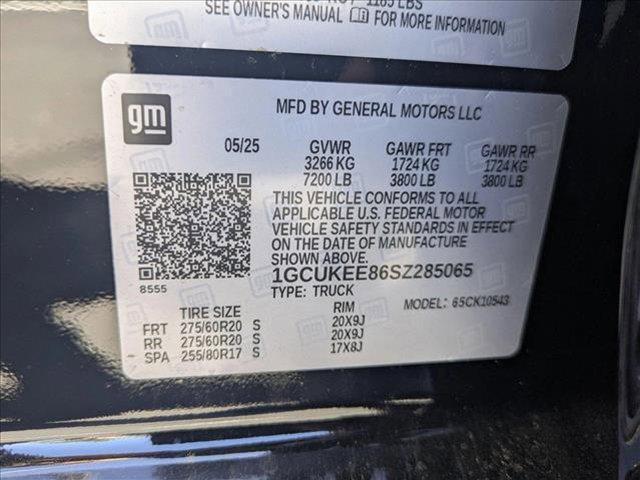 1185 LBS
SEE OWNER'S MANUAL FOR MORE INFORMATION
gm
MFD BY GENERAL MOTORS LLC
05/25 GVWR GAWR FRT GAWR RR
3266 KG 1724 KG 1724 KG
7200 LB 3800 LB 3800 LB
THIS VEHICLE CONFORMS TO ALL
APPLICABLE U.S. FEDERAL MOTOR
VEHICLE SAFETY STANDARDS IN EFFECT
ON THE DATE OF MANUFACTURE
SHOWN ABOVE.
1GCUKEE86SZ285065
8555
TYPE: TRUCK MODEL: 65CK10543
TIRE SIZE RIM
FRT 275/60R20 S 20X9J
RR 275/60R20 S 20X9J
SPA 255/80R17 S 17X8J